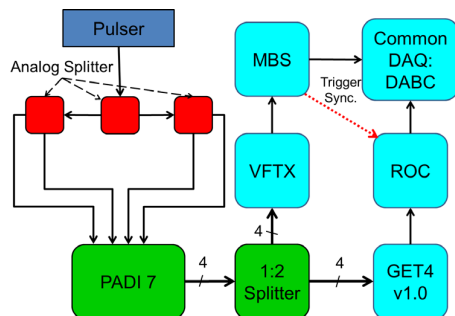 Pulser
Analog Splitter
MBS
Common
DAQ:
DABC
Trigger
Sync.
VFTX
ROC
4
PADI 7
4
1:2
Splitter
4
GET4
v1.0